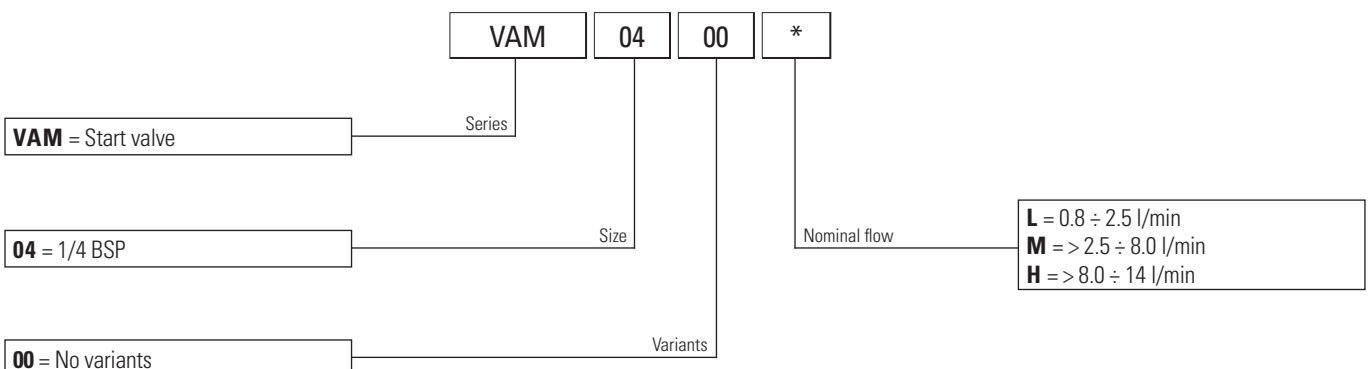 VAM 04 00 *
Series
VAM = Start valve
Size
Nominal flow
04 = 1/4 BSP
L = 0.8 ÷ 2.5 l/min
M = > 2.5 ÷ 8.0 l/min
H = > 8.0 ÷ 14 l/min
Variants
00 = No variants